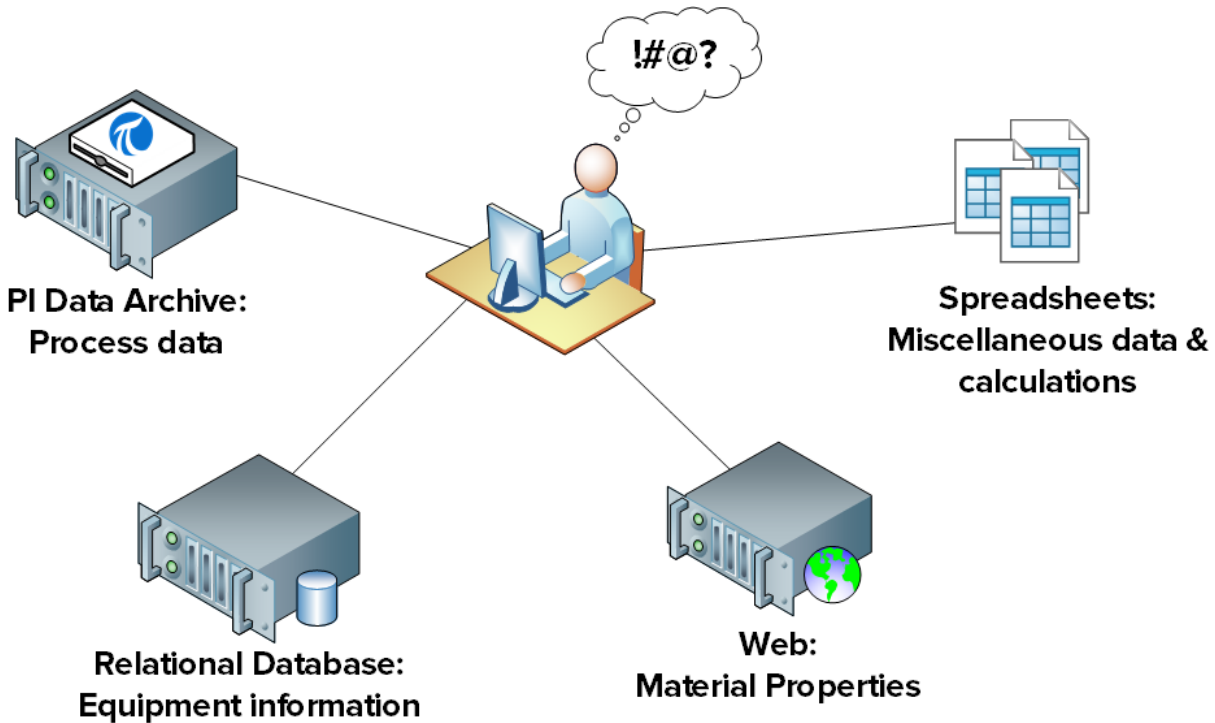 !#@?
PI Data Archive:
Process data
Spreadsheets:
Miscellaneous data &
calculations
Relational Database:
Equipment information
Web:
Material Properties